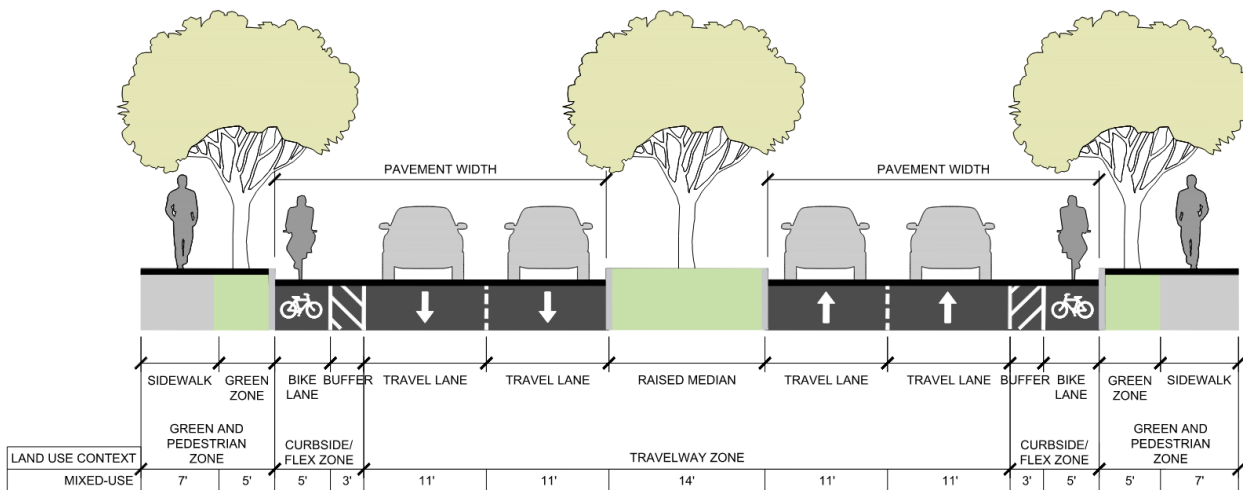 PAVEMENT WIDTH PAVEMENT WIDTH
SIDEWALK GREEN ZONE BIKE LANE BUFFER TRAVEL LANE TRAVEL LANE RAISED MEDIAN TRAVEL LANE TRAVEL LANE BUFFER BIKE LANE GREEN ZONE SIDEWALK
GREEN AND PEDESTRIAN ZONE CURBSIDE/ FLEX ZONE TRAVELWAY ZONE CURBSIDE/ FLEX ZONE GREEN AND PEDESTRIAN ZONE
LAND USE CONTEXT
MIXED-USE 7' 5' 5' 3' 11' 11' 14' 11' 11' 3' 5' 5' 7'